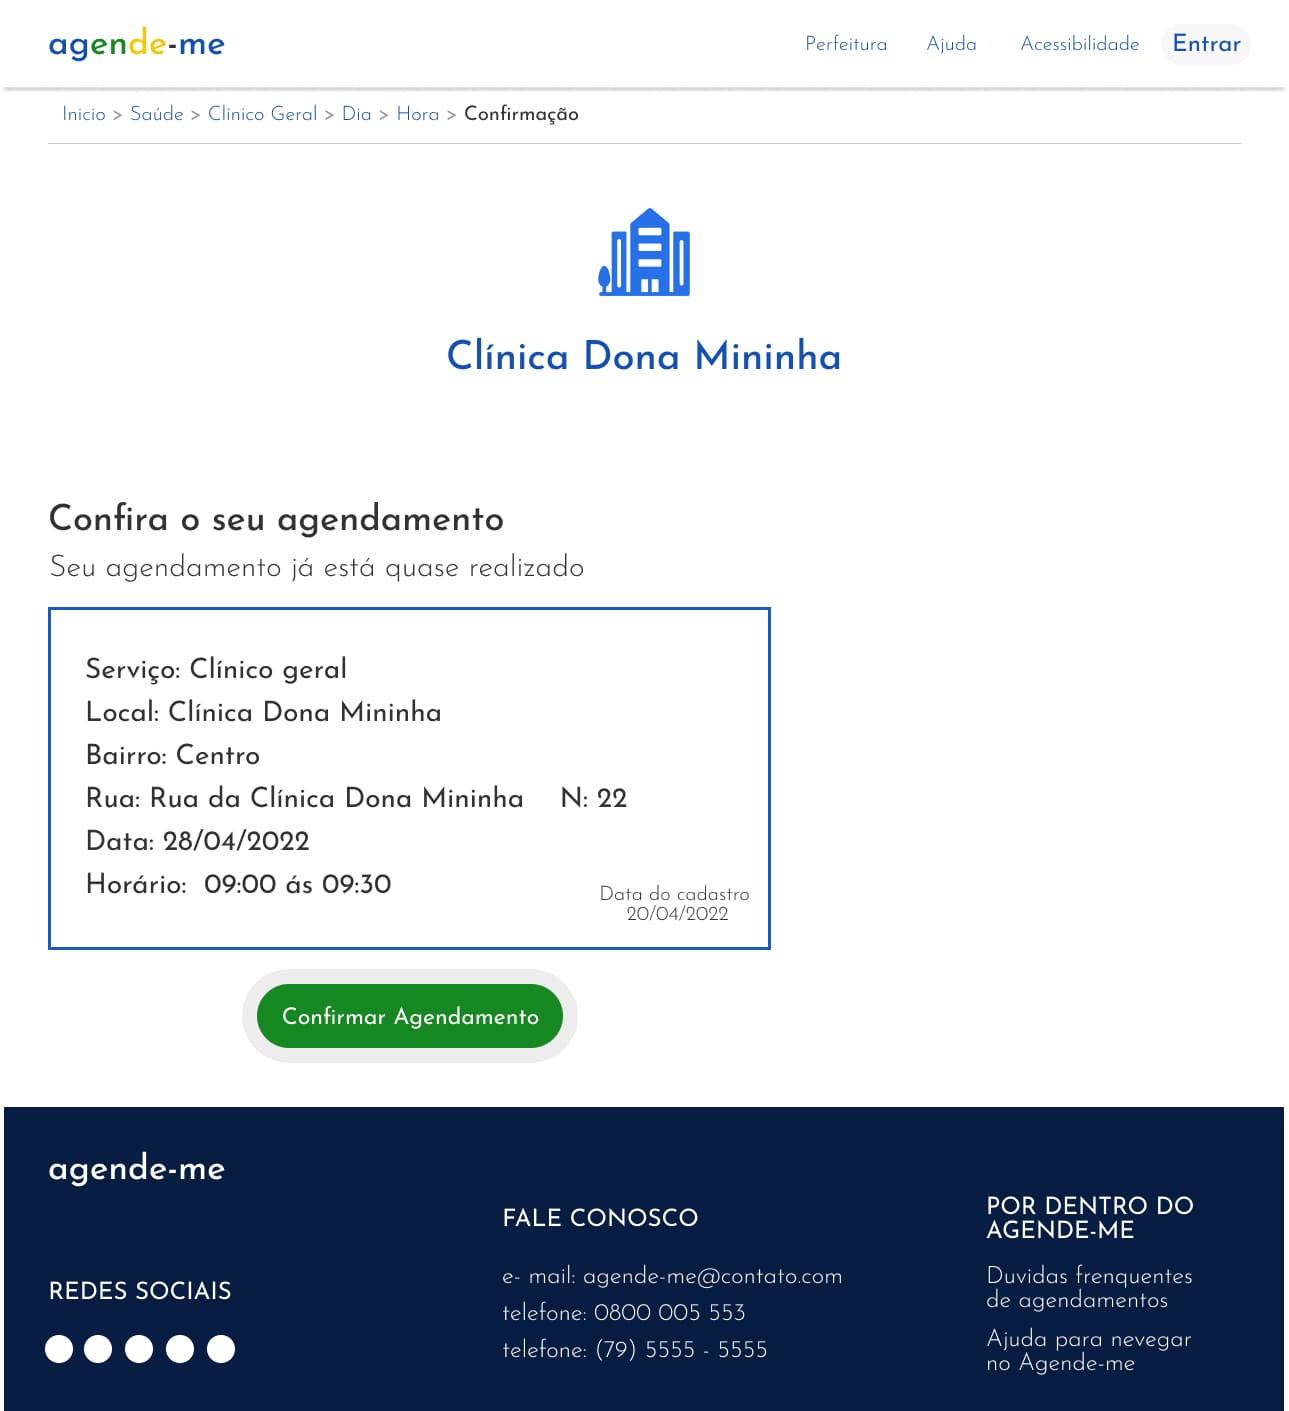 agende-me
Perfeitura Ajuda Acessibilidade Entrar
Inicio > Saúde > Clínico Geral > Dia > Hora > Confirmação
Clínica Dona Mininha
Confira o seu agendamento
Seu agendamento já está quase realizado
Serviço: Clínico geral
Local: Clínica Dona Mininha
Bairro: Centro
Rua: Rua da Clínica Dona Mininha N: 22
Data: 28/04/2022
Horário: 09:00 ás 09:30
Data do cadastro
20/04/2022
Confirmar Agendamento
agende-me
REDES SOCIAIS
FALE CONOSCO
e- mail: agende-me@contato.com
telefone: 0800 005 553
telefone: (79) 5555 - 5555
POR DENTRO DO
AGENDE-ME
Duvidas frenquentes
de agendamentos
Ajuda para nevegar
no Agende-me